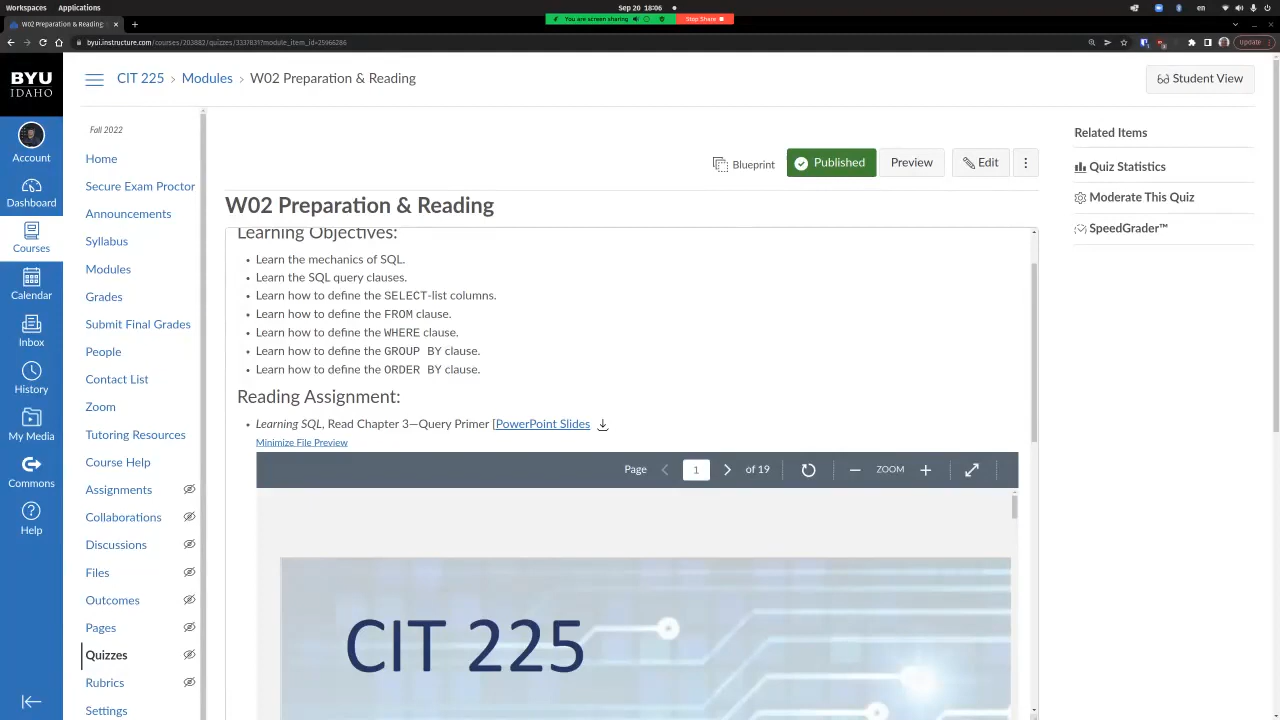 Workspaces Applications Sep 20 18:06
You are screen sharing Stop Share
W02 Preparation & Reading
byui.instructure.com/courses/203882/quizzes/3337831?module_item_id=25966286 Update
BYU
IDAHO
CIT 225 > Modules > W02 Preparation & Reading
Student View
Account
Dashboard
Courses
Calendar
Inbox
History
My Media
Commons
Help
Fall 2022
Home
Secure Exam Proctor
Announcements
Syllabus
Modules
Grades
Submit Final Grades
People
Contact List
Zoom
Tutoring Resources
Course Help
Assignments
Collaborations
Discussions
Files
Outcomes
Pages
Quizzes
Rubrics
Settings
Blueprint Published Preview Edit
W02 Preparation & Reading
Learning Objectives:
• Learn the mechanics of SQL.
• Learn the SQL query clauses.
• Learn how to define the SELECT-list columns.
• Learn how to define the FROM clause.
• Learn how to define the WHERE clause.
• Learn how to define the GROUP BY clause.
• Learn how to define the ORDER BY clause.
Reading Assignment:
• Learning SQL, Read Chapter 3—Query Primer [PowerPoint Slides
Minimize File Preview
Page 1 of 19 ZOOM
CIT 225
Related Items
Quiz Statistics
Moderate This Quiz
SpeedGrader™